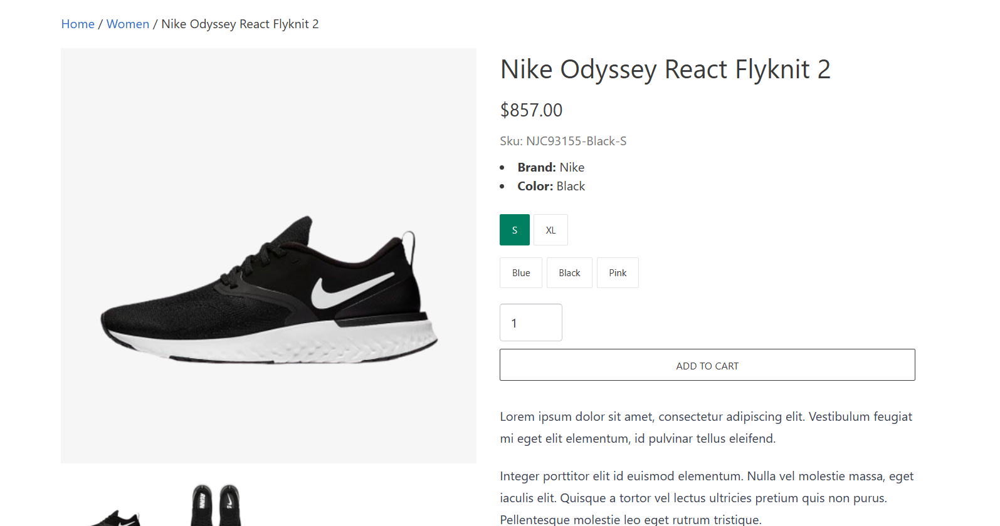 Home / Women / Nike Odyssey React Flyknit 2
Nike Odyssey React Flyknit 2
$857.00
Sku: NJC93155-Black-S
• Brand: Nike
• Color: Black
S XL
Blue Black Pink
1
ADD TO CART
Lorem ipsum dolor sit amet, consectetur adipiscing elit. Vestibulum feugiat
mi eget elit elementum, id pulvinar tellus eleifend.
Integer porttitor elit id euismod elementum. Nulla vel molestie massa, eget
iaculis elit. Quisque a tortor vel lectus ultricies pretium quis non purus.
Pellentesque molestie leo eget rutrum tristique.